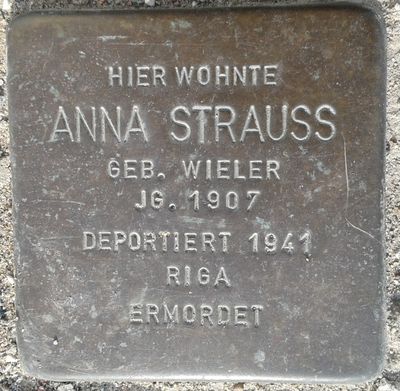 HIER WOHNTE
ANNA STRAUSS
GEB. WIELER
JG. 1907
DEPORTIERT 1941
RIGA
ERMORDET